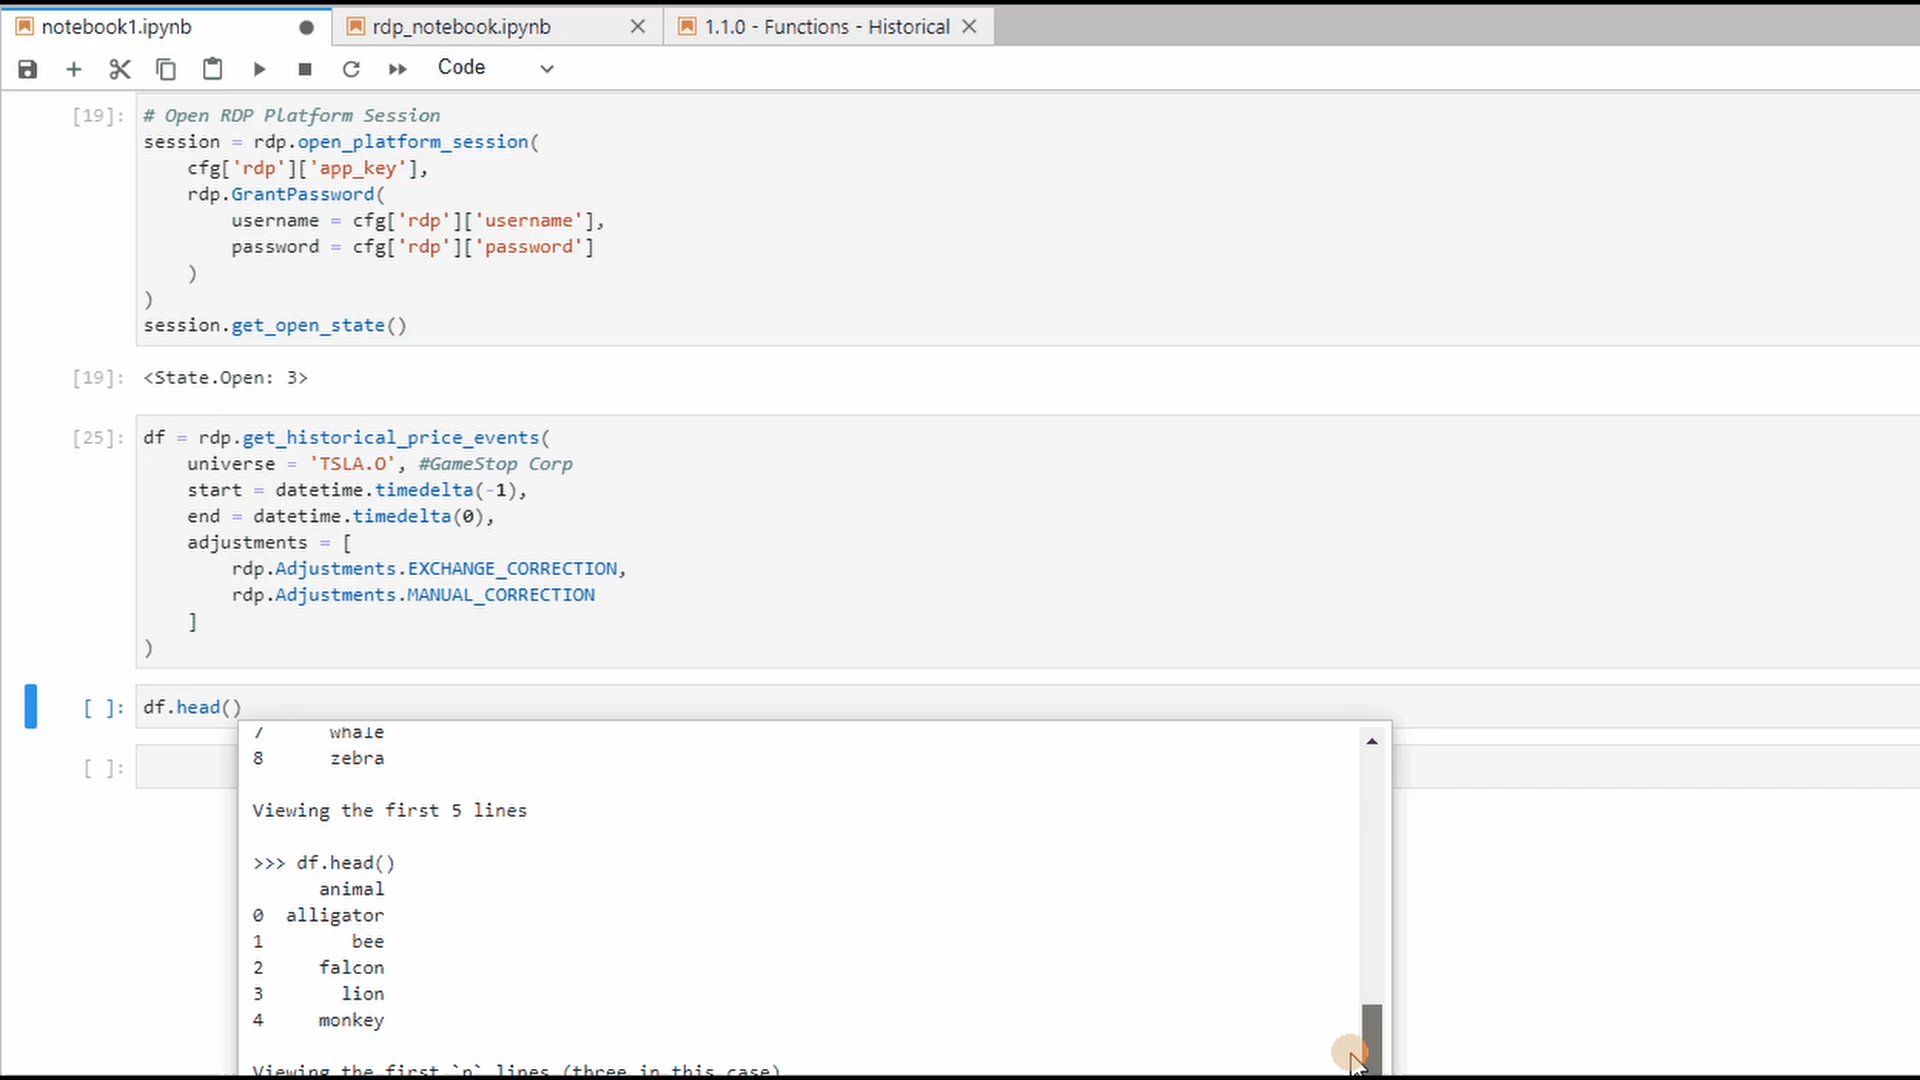 notebook1.ipynb
rdp_notebook.ipynb
1.1.0 - Functions - Historical
Code
[19]:
# Open RDP Platform Session
session = rdp.open_platform_session(
    cfg['rdp']['app_key'],
    rdp.GrantPassword(
        username = cfg['rdp']['username'],
        password = cfg['rdp']['password']
    )
)
session.get_open_state()
[19]: <State.Open: 3>
[25]:
df = rdp.get_historical_price_events(
    universe = 'TSLA.O', #GameStop Corp
    start = datetime.timedelta(-1),
    end = datetime.timedelta(0),
    adjustments = [
        rdp.Adjustments.EXCHANGE_CORRECTION,
        rdp.Adjustments.MANUAL_CORRECTION
    ]
)
[ ]: df.head()
[ ]:
7 whale
8 zebra
Viewing the first 5 lines
>>> df.head()
animal
0 alligator
1 bee
2 falcon
3 lion
4 monkey
Viewing the first `n` lines (three in this case)